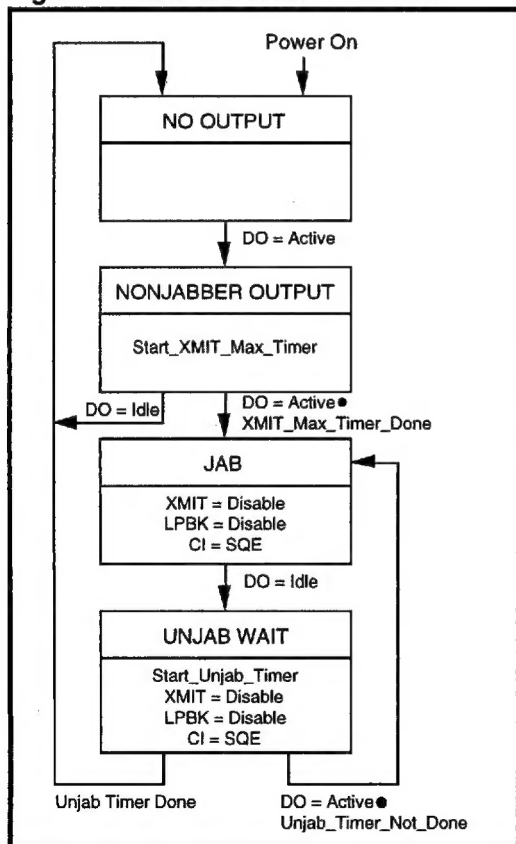 Power On
NO OUTPUT
DO = Active
NONJABBER OUTPUT
Start_XMIT_Max_Timer
DO = Idle
DO = Active●
XMIT_Max_Timer_Done
JAB
XMIT = Disable
LPBK = Disable
CI = SQE
DO = Idle
UNJAB WAIT
Start_Unjab_Timer
XMIT = Disable
LPBK = Disable
CI = SQE
Unjab Timer Done
DO = Active●
Unjab_Timer_Not_Done